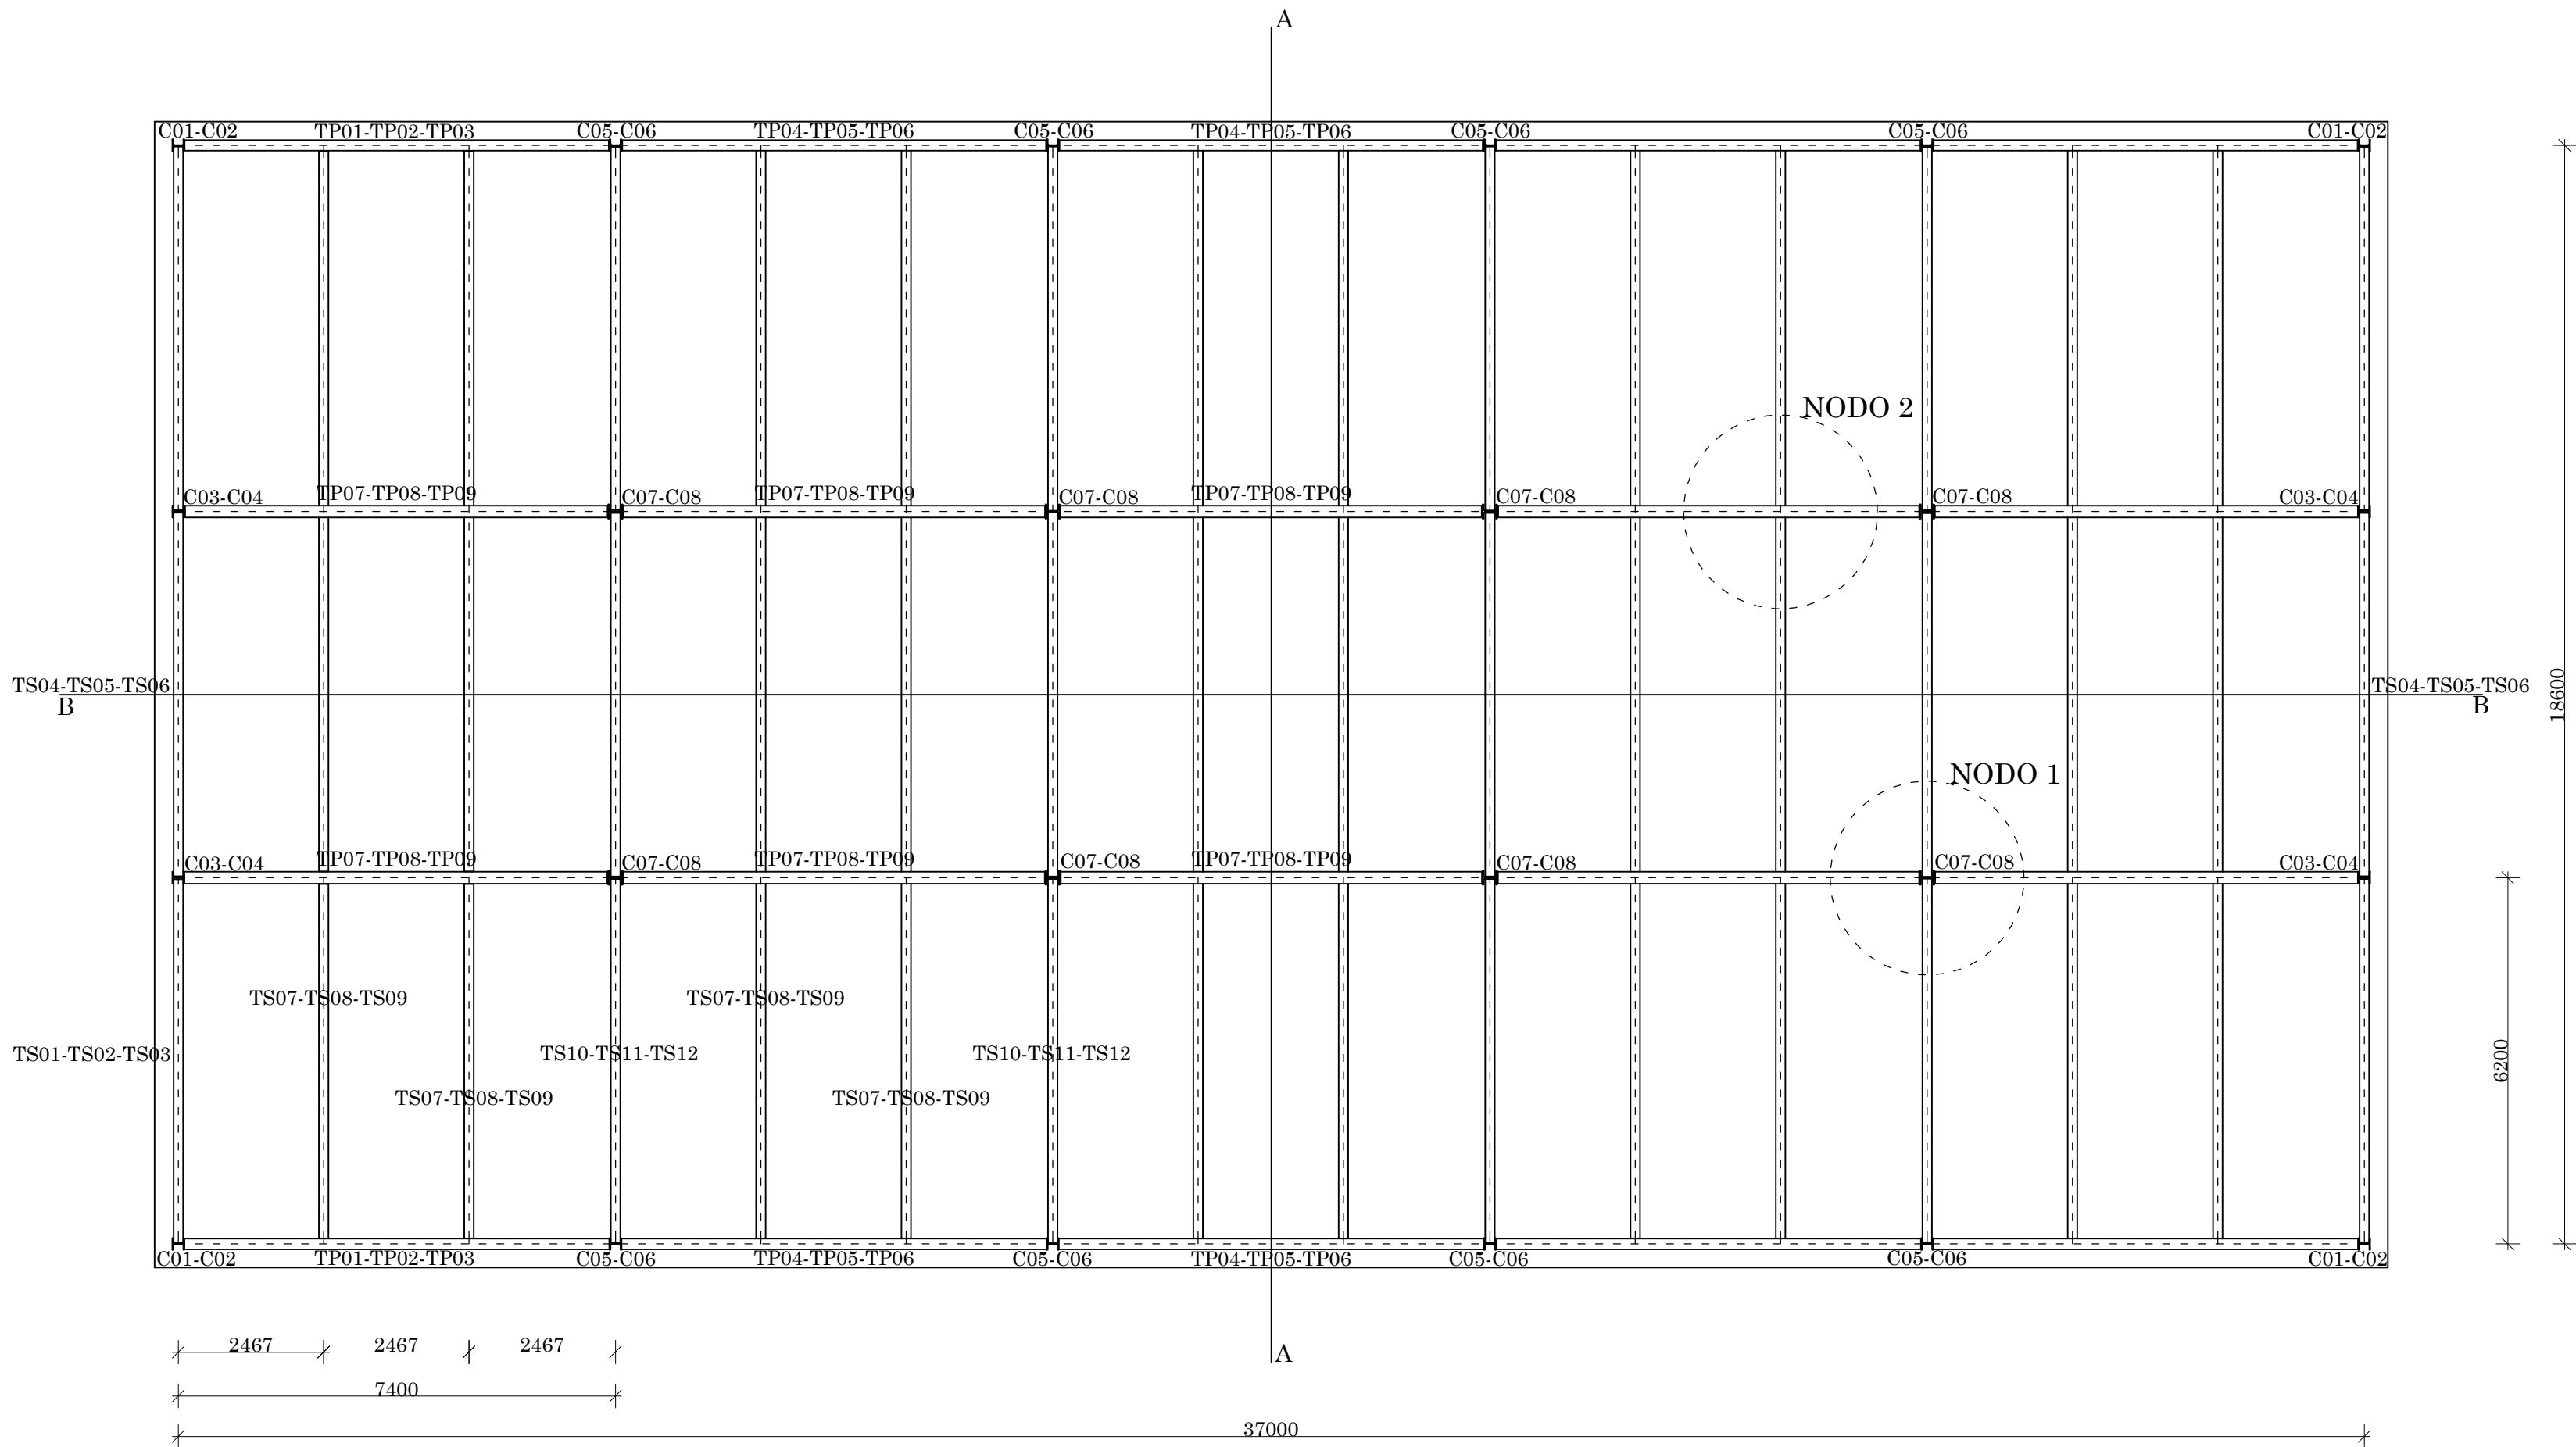 A
C01-C02 TP01-TP02-TP03 C05-C06 TP04-TP05-TP06 C05-C06 TP04-TP05-TP06 C05-C06 C05-C06 C01-C02
NODO 2
C03-C04 TP07-TP08-TP09 C07-C08 TP07-TP08-TP09 C07-C08 TP07-TP08-TP09 C07-C08 C07-C08 C03-C04
TS04-TS05-TS06 TS04-TS05-TS06
18600
B B
NODO 1
C03-C04 TP07-TP08-TP09 C07-C08 TP07-TP08-TP09 C07-C08 TP07-TP08-TP09 C07-C08 C07-C08 C03-C04
TS07-TS08-TS09 TS07-TS08-TS09
TS01-TS02-TS03 TS10-TS11-TS12 TS10-TS11-TS12
6200
TS07-TS08-TS09 TS07-TS08-TS09
C01-C02 TP01-TP02-TP03 C05-C06 TP04-TP05-TP06 C05-C06 TP04-TP05-TP06 C05-C06 C05-C06 C01-C02
2467 2467 2467
A
7400
37000